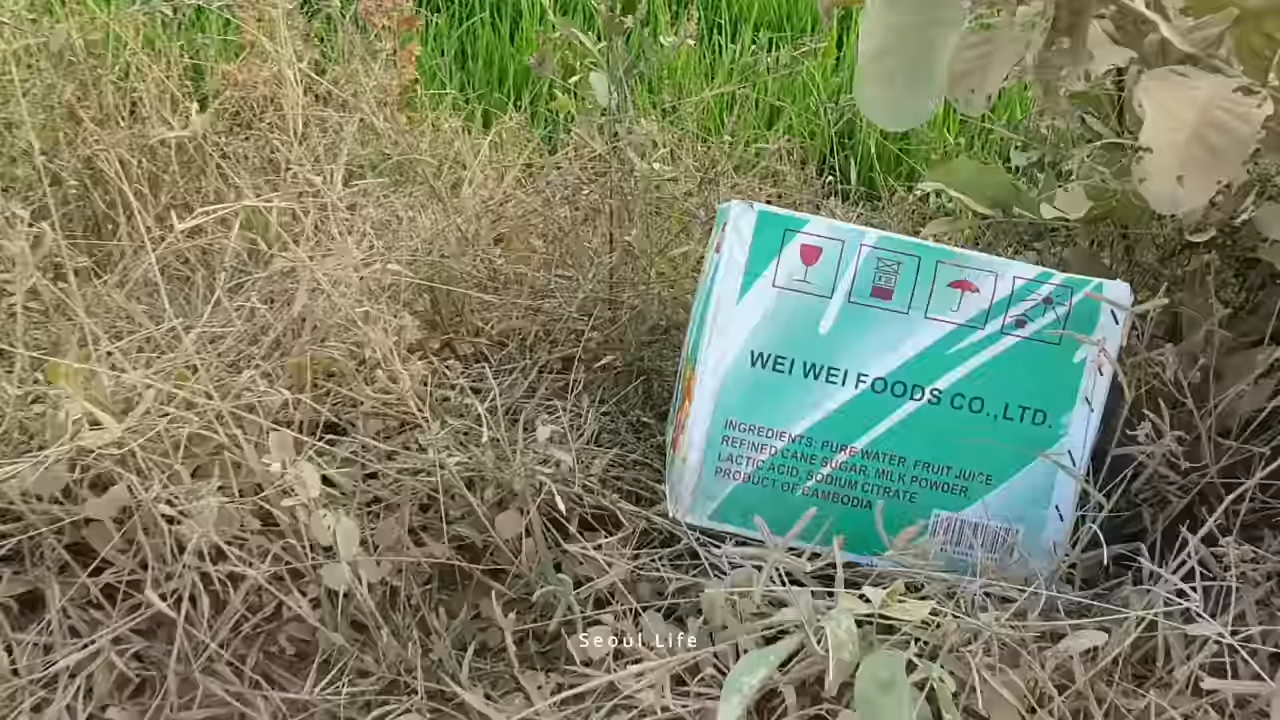 WEI WEI FOODS CO.,LTD.
INGREDIENTS: PURE WATER, FRUIT JUICE,
REFINED CANE SUGAR, MILK POWDER,
LACTIC ACID, SODIUM CITRATE
PRODUCT OF CAMBODIA
Seoul Life